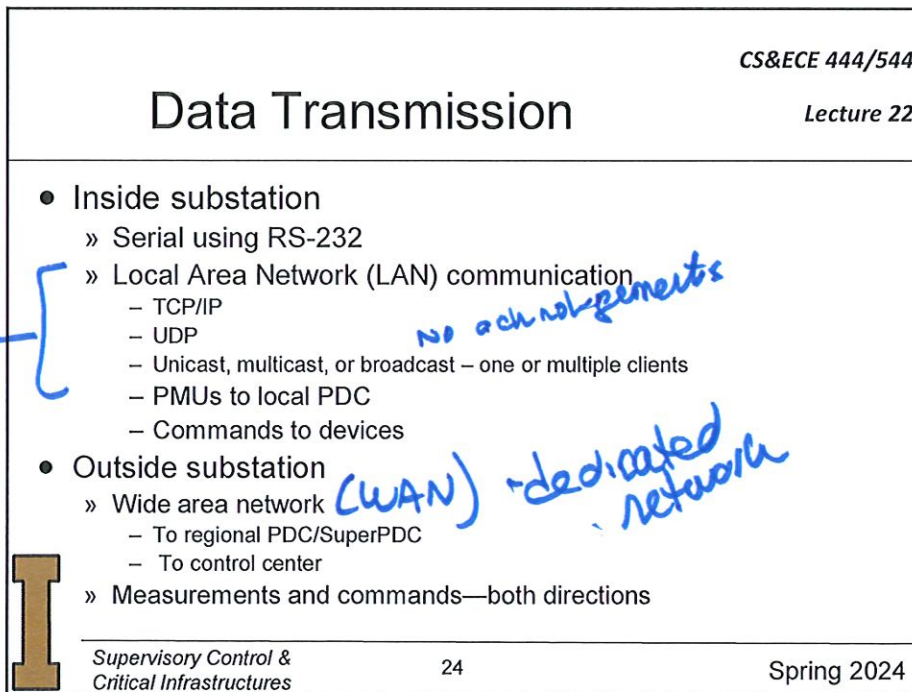 CS&ECE 444/544
Data Transmission
Lecture 22
• Inside substation
» Serial using RS-232
» Local Area Network (LAN) communication
– TCP/IP
– UDP
No acknolgements
– Unicast, multicast, or broadcast – one or multiple clients
– PMUs to local PDC
– Commands to devices
• Outside substation
» Wide area network (WAN) - dedicated
network
– To regional PDC/SuperPDC
– To control center
» Measurements and commands—both directions
I
Supervisory Control &
Critical Infrastructures
24
Spring 2024